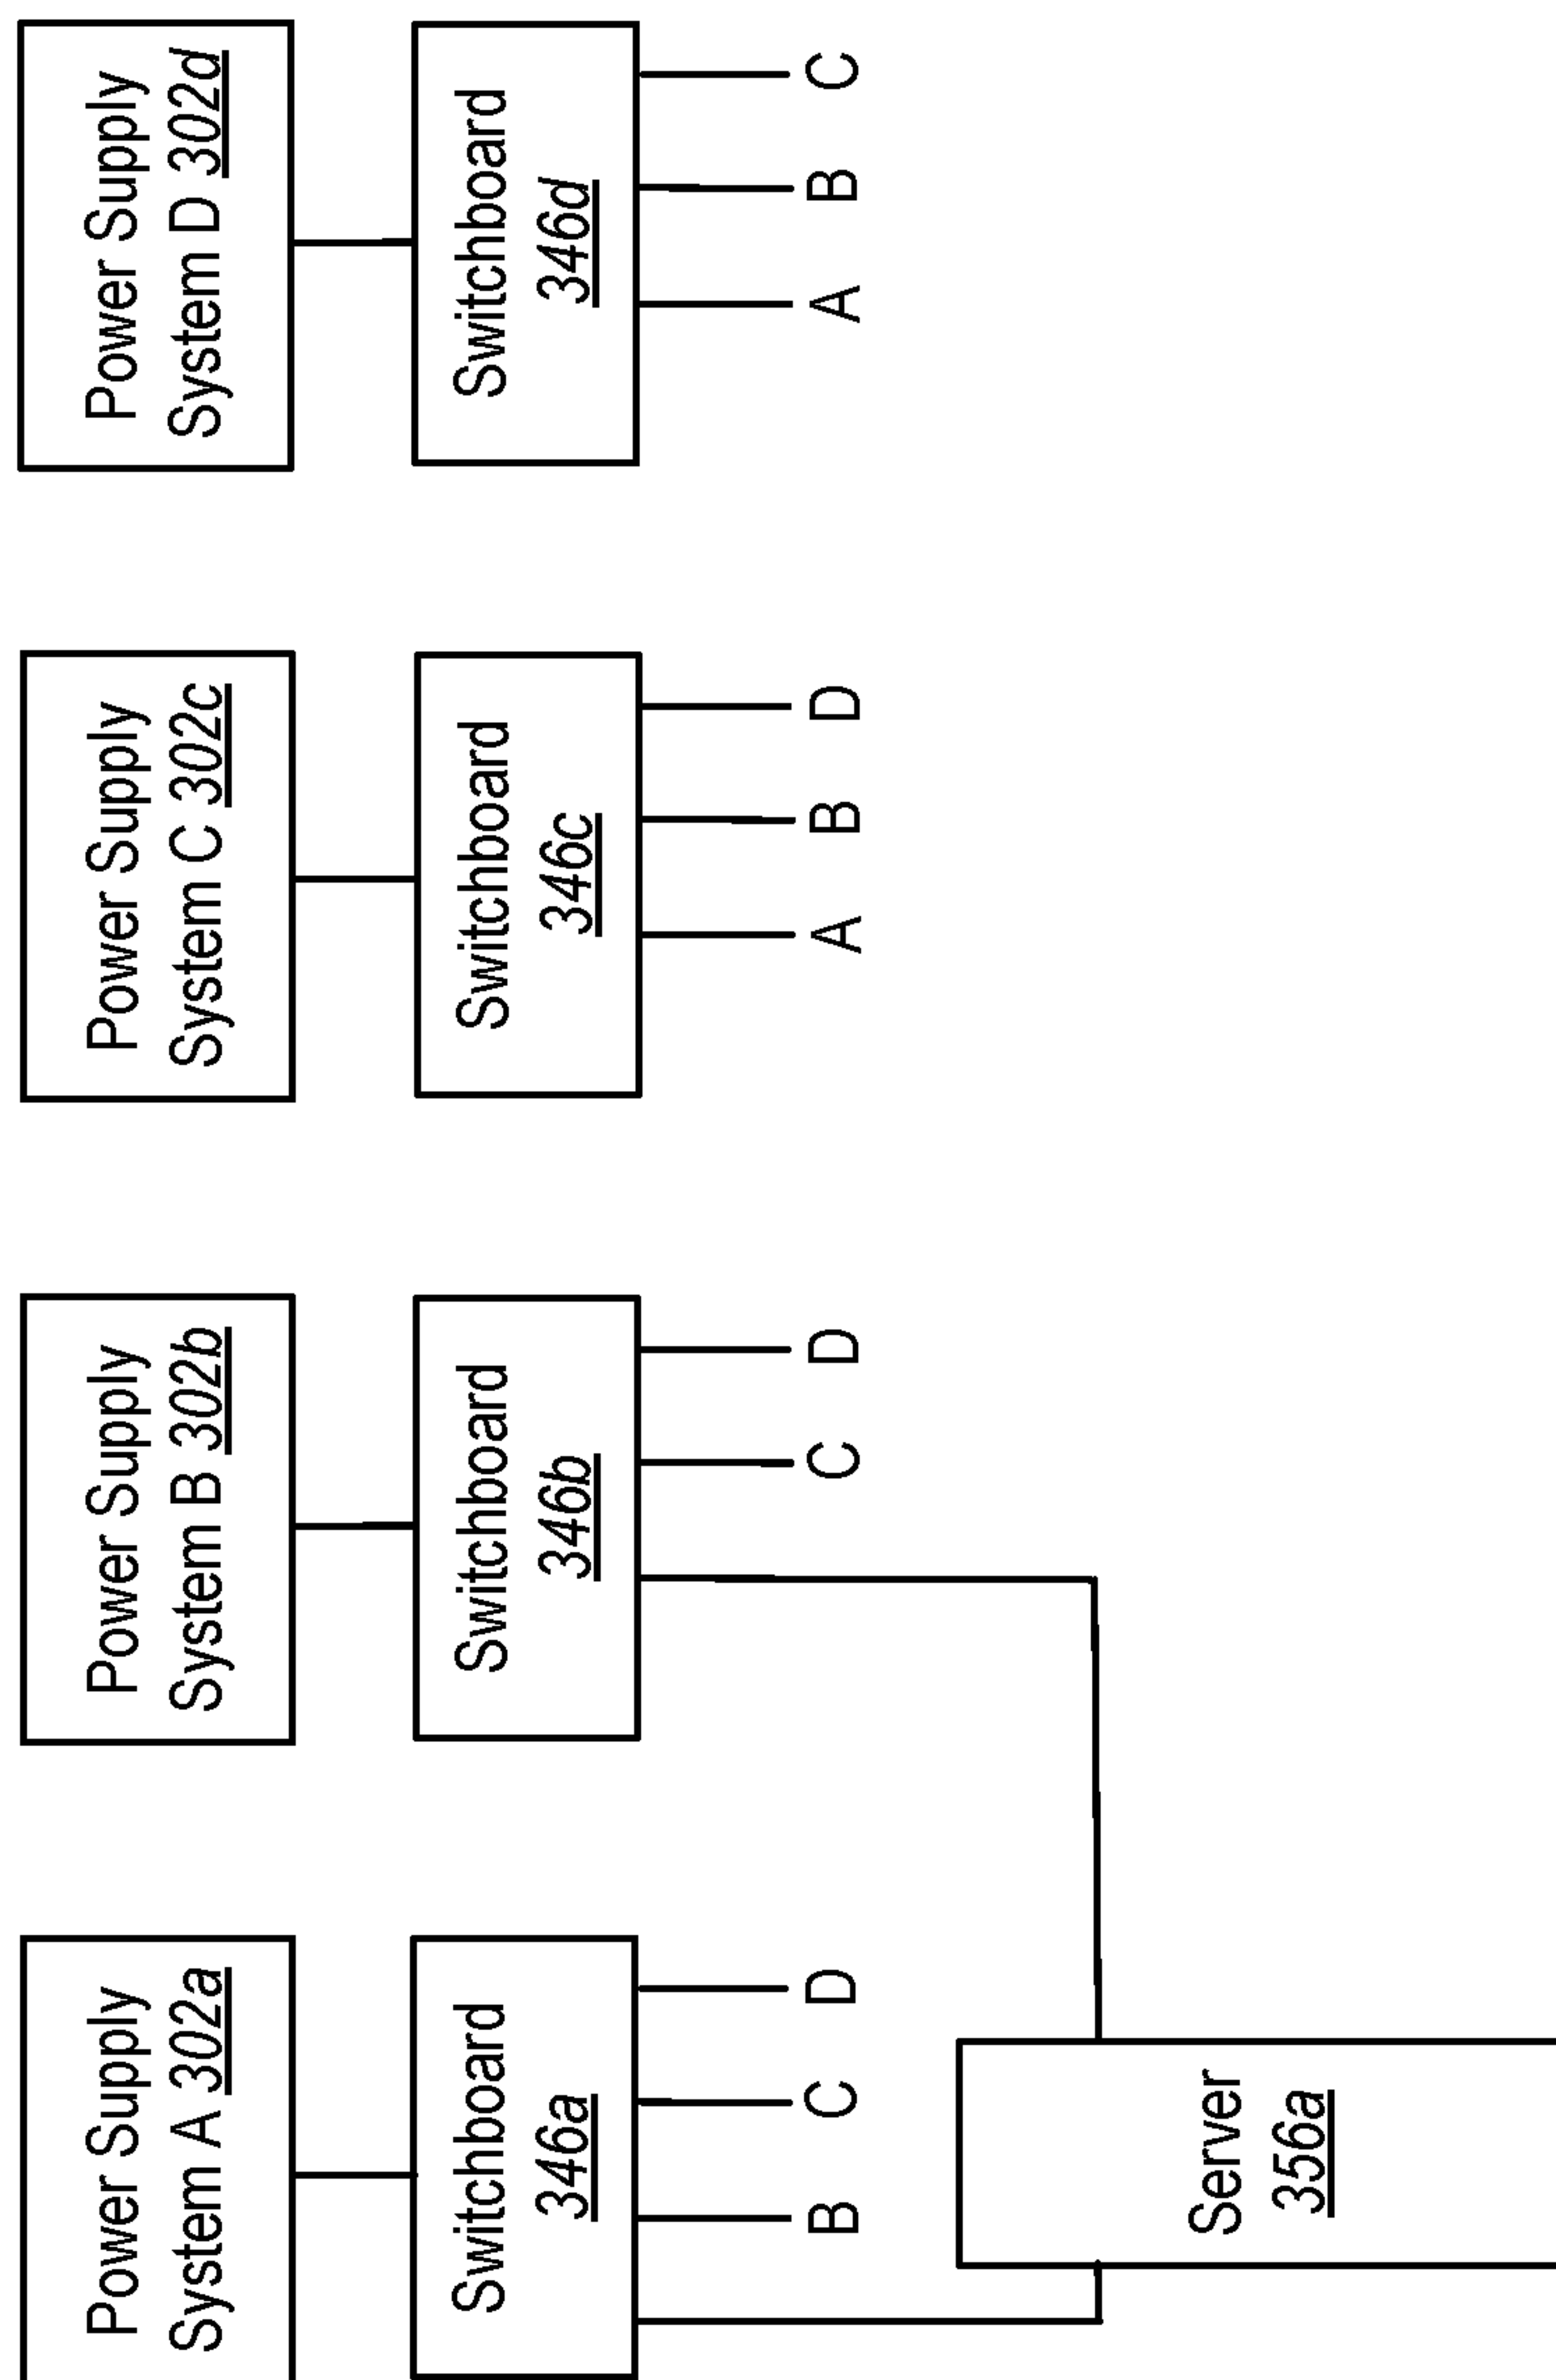 Power Supply
System A 302a
Power Supply
System B 302b
Power Supply
System C 302c
Power Supply
System D 302d
Switchboard
346a
Switchboard
346b
Switchboard
346c
Switchboard
346d
B
C
D
C
D
A
B
D
A
B
C
Server
356a